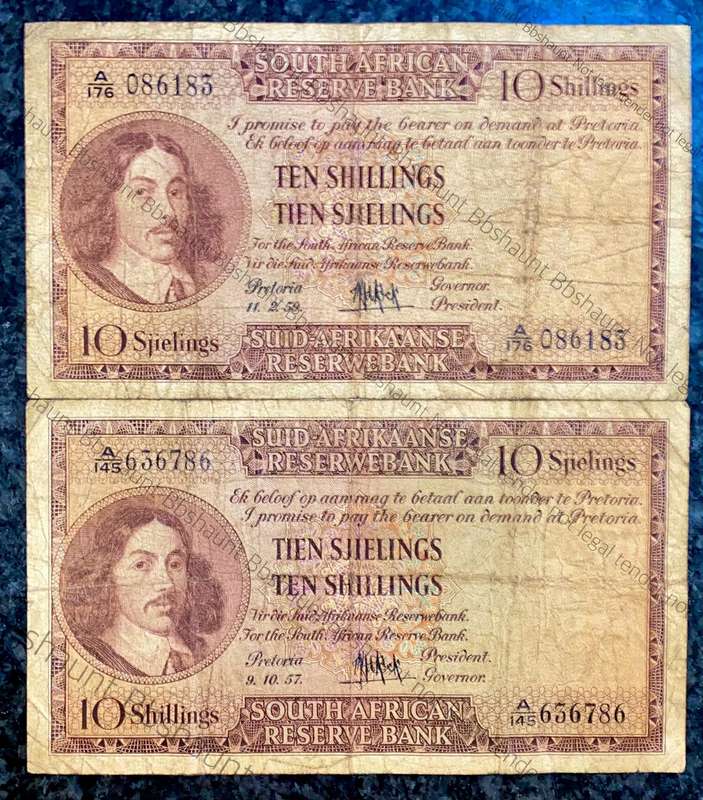 SOUTH AFRICAN
RESERVE BANK
A/176 086183
10 Shillings
I promise to pay the bearer on demand at Pretoria.
Ek beloof op aanvraag te betaal aan toonder te Pretoria.
TEN SHILLINGS
TIEN SJIELINGS
For the South African Reserve Bank.
Vir die Suid-Afrikaanse Reserwebank.
Pretoria
Governor.
11. 2. 59.
President.
10 Sjielings
SUID-AFRIKAANSE
RESERWEBANK
A/176 086183
SUID-AFRIKAANSE
RESERWEBANK
A/145 636786
10 Sjielings
Ek beloof op aanvraag te betaal aan toonder te Pretoria.
I promise to pay the bearer on demand at Pretoria.
TIEN SJIELINGS
TEN SHILLINGS
Vir die Suid-Afrikaanse Reserwebank.
For the South African Reserve Bank.
Pretoria
President.
9. 10. 57.
Governor.
10 Shillings
SOUTH AFRICAN
RESERVE BANK
A/145 636786
Bbshaunt Bbshaunt Not legal tender